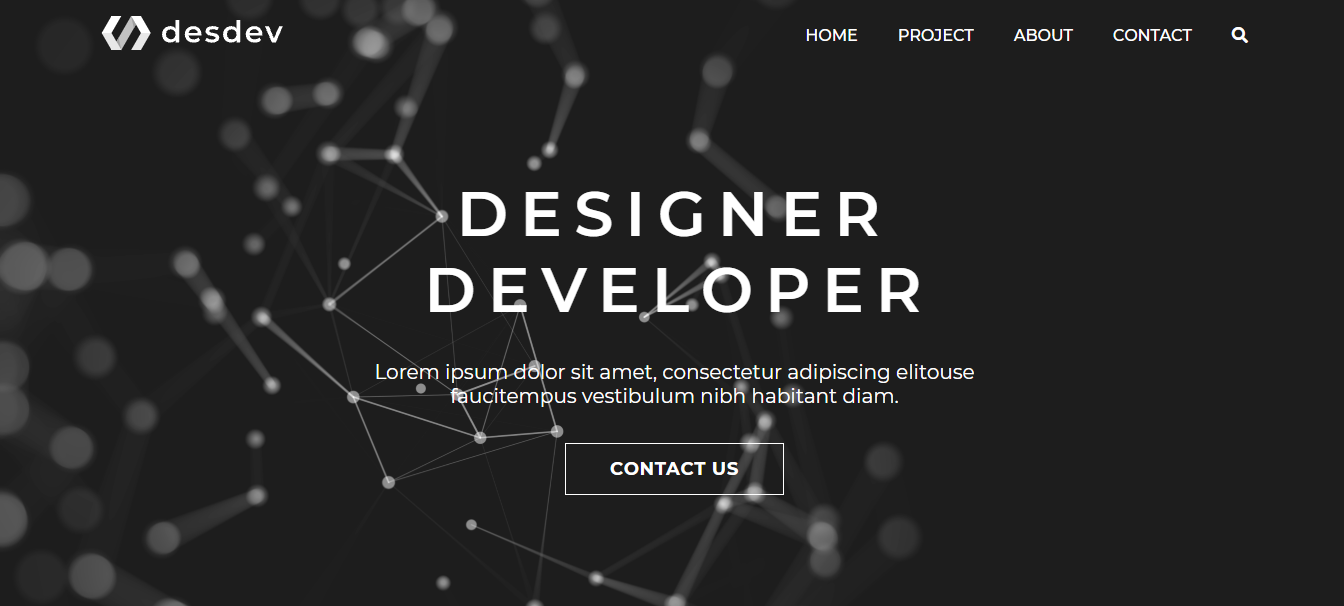 desdev
HOME PROJECT ABOUT CONTACT
DESIGNER
DEVELOPER
Lorem ipsum dolor sit amet, consectetur adipiscing elitouse
faucitempus vestibulum nibh habitant diam.
CONTACT US